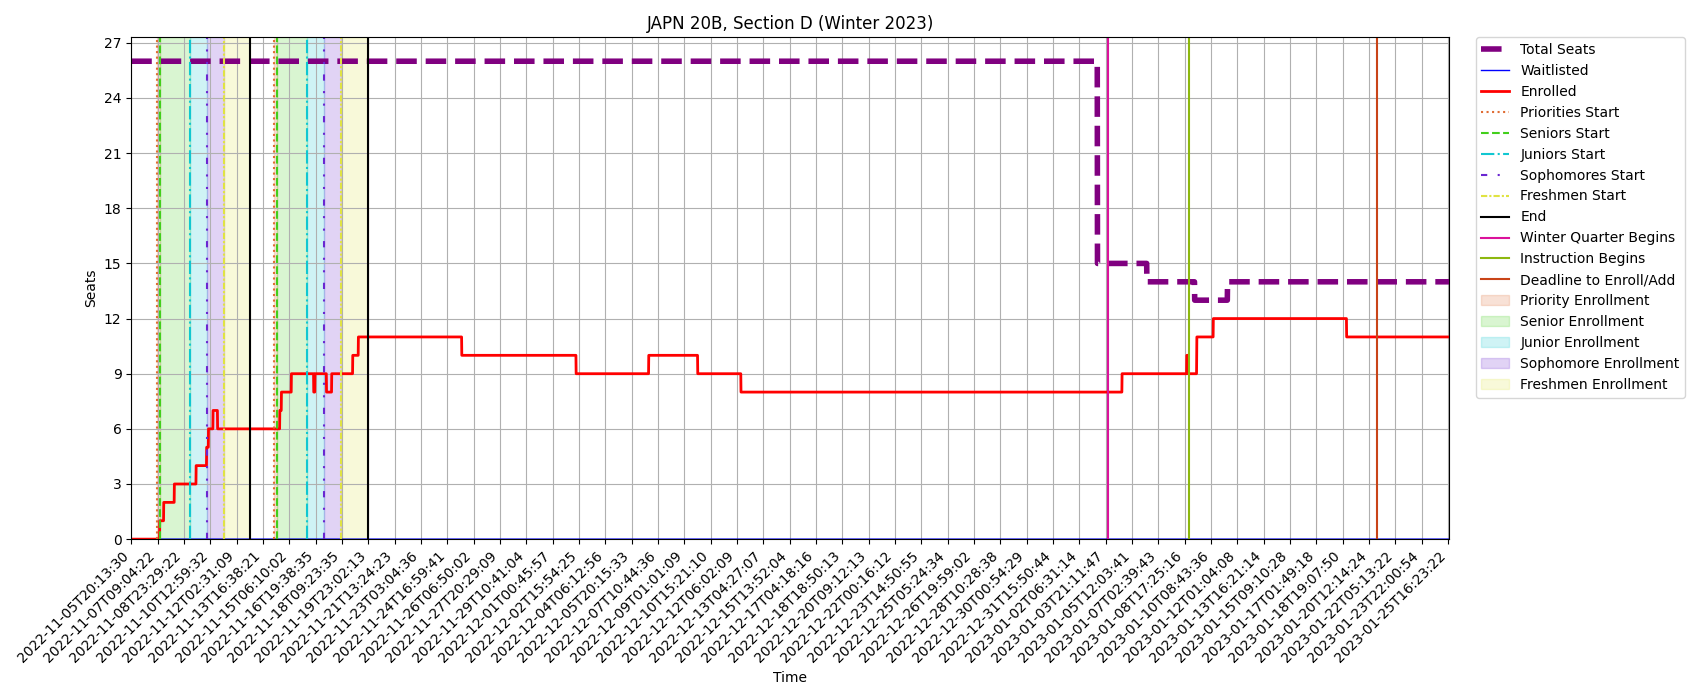 JAPN 20B, Section D (Winter 2023)
27
24
21
18
15
12
9
6
3
0
Seats
2022-11-05T20:13:30
2022-11-07T09:04:22
2022-11-08T23:29:22
2022-11-10T12:59:32
2022-11-12T02:31:09
2022-11-13T16:38:21
2022-11-15T06:10:02
2022-11-16T19:38:35
2022-11-18T09:23:35
2022-11-19T23:02:13
2022-11-21T13:24:23
2022-11-23T03:04:36
2022-11-24T16:59:41
2022-11-26T06:50:02
2022-11-27T20:29:09
2022-11-29T10:41:04
2022-12-01T00:45:57
2022-12-02T15:54:25
2022-12-04T06:12:56
2022-12-05T20:15:33
2022-12-07T10:44:36
2022-12-09T01:01:09
2022-12-10T15:21:10
2022-12-12T06:02:09
2022-12-13T04:27:07
2022-12-15T13:52:04
2022-12-17T04:18:16
2022-12-18T18:50:13
2022-12-20T09:12:13
2022-12-22T00:16:12
2022-12-23T14:50:55
2022-12-25T05:24:34
2022-12-26T19:59:02
2022-12-28T10:28:38
2022-12-30T00:54:29
2022-12-31T15:50:44
2023-01-02T06:31:14
2023-01-03T21:11:47
2023-01-05T12:03:41
2023-01-07T02:39:43
2023-01-08T17:25:16
2023-01-10T08:43:36
2023-01-12T01:04:08
2023-01-13T16:21:14
2023-01-15T09:10:28
2023-01-17T01:49:18
2023-01-18T19:07:50
2023-01-20T12:14:24
2023-01-22T05:13:22
2023-01-23T22:00:54
2023-01-25T16:23:22
Time
Total Seats
Waitlisted
Enrolled
Priorities Start
Seniors Start
Juniors Start
Sophomores Start
Freshmen Start
End
Winter Quarter Begins
Instruction Begins
Deadline to Enroll/Add
Priority Enrollment
Senior Enrollment
Junior Enrollment
Sophomore Enrollment
Freshmen Enrollment